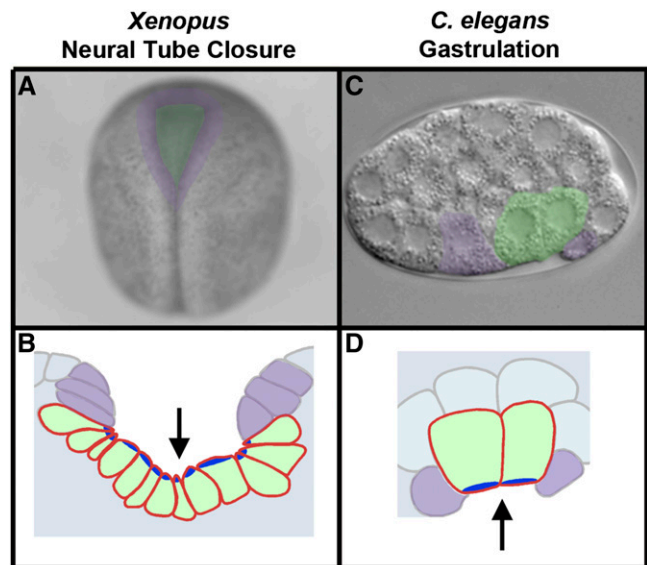 Xenopus
Neural Tube Closure
C. elegans
Gastrulation
A
C
B
D